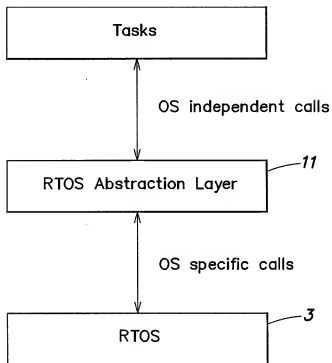 Tasks
OS independent calls
11
RTOS Abstraction Layer
OS specific calls
3
RTOS